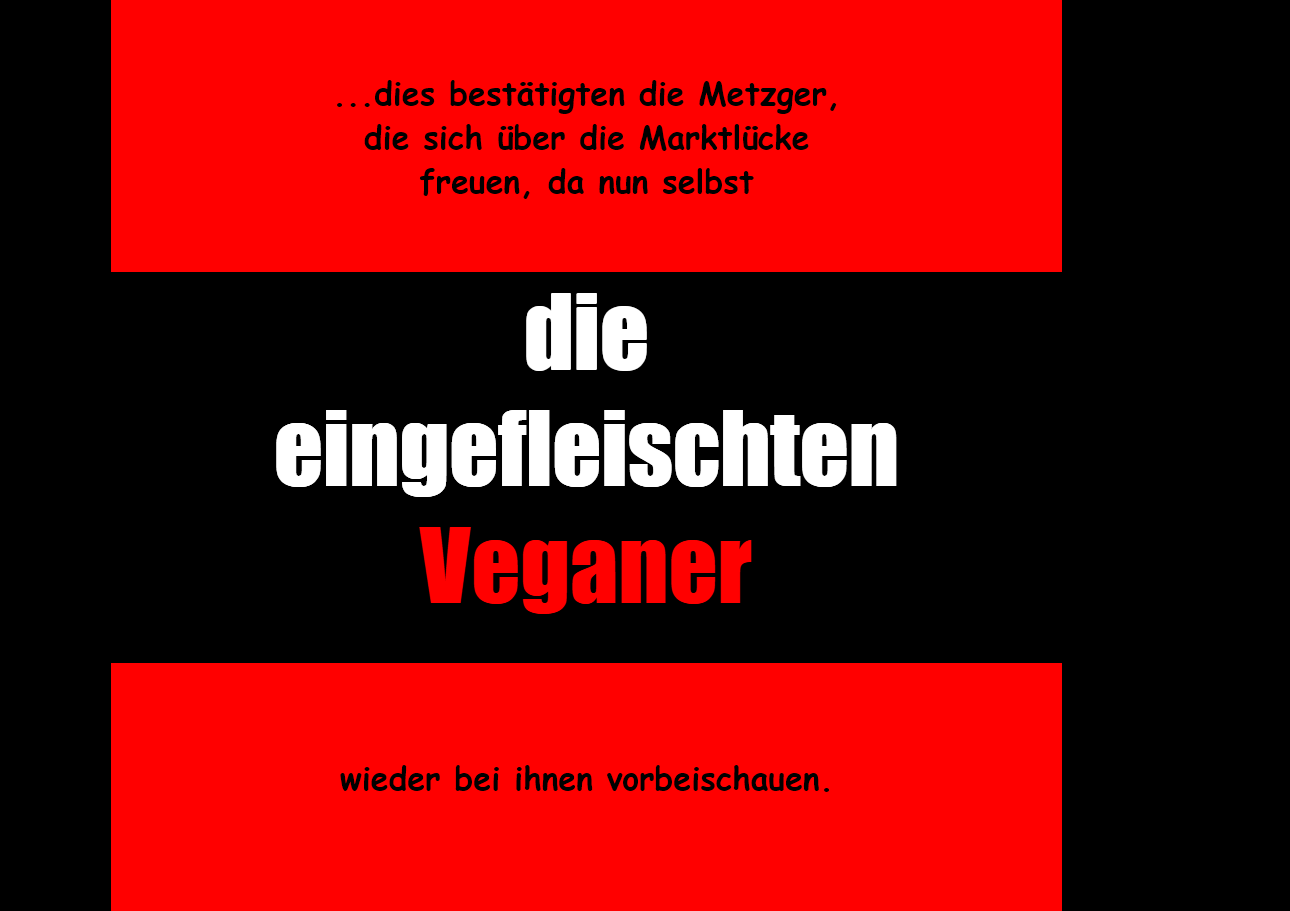 ...dies bestätigten die Metzger,
die sich über die Marktlücke
freuen, da nun selbst
die
eingefleischten
Veganer
wieder bei ihnen vorbeischauen.